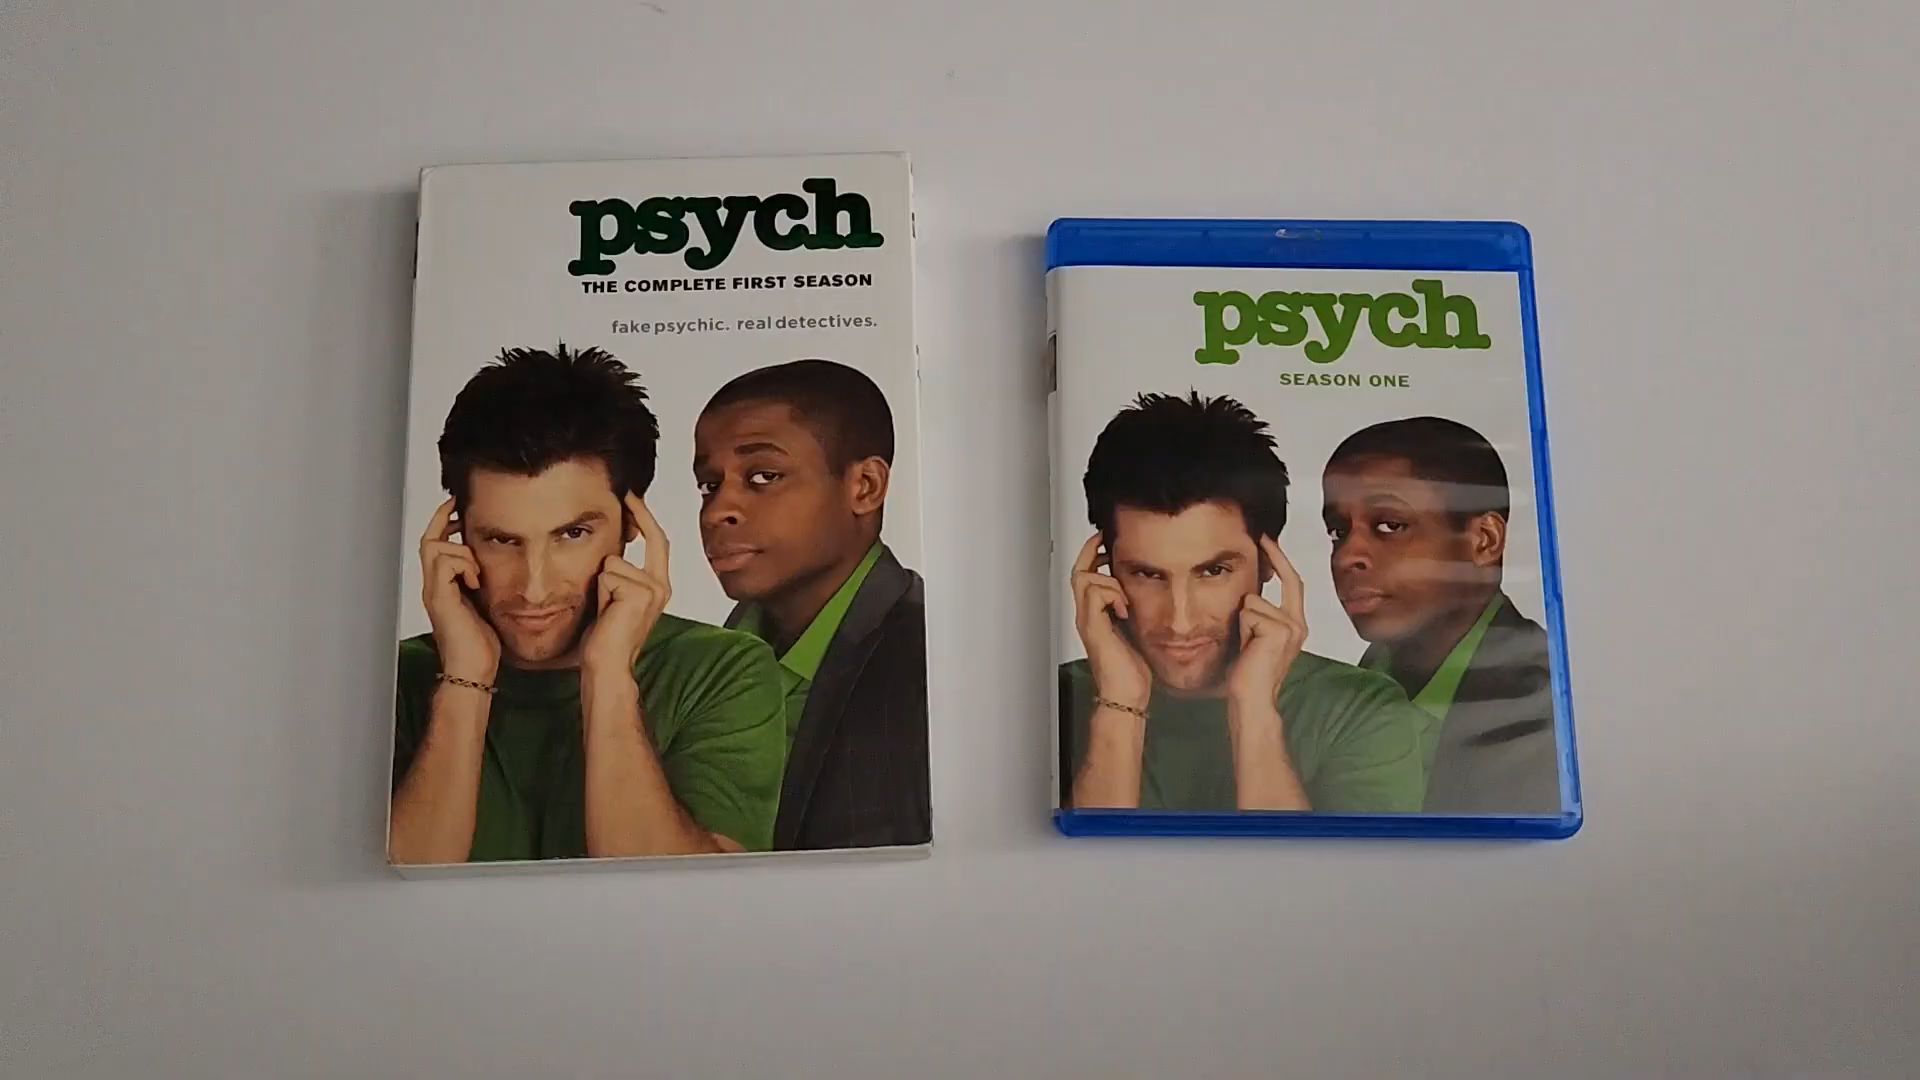 psych
THE COMPLETE FIRST SEASON
fake psychic. real detectives.
psych
SEASON ONE